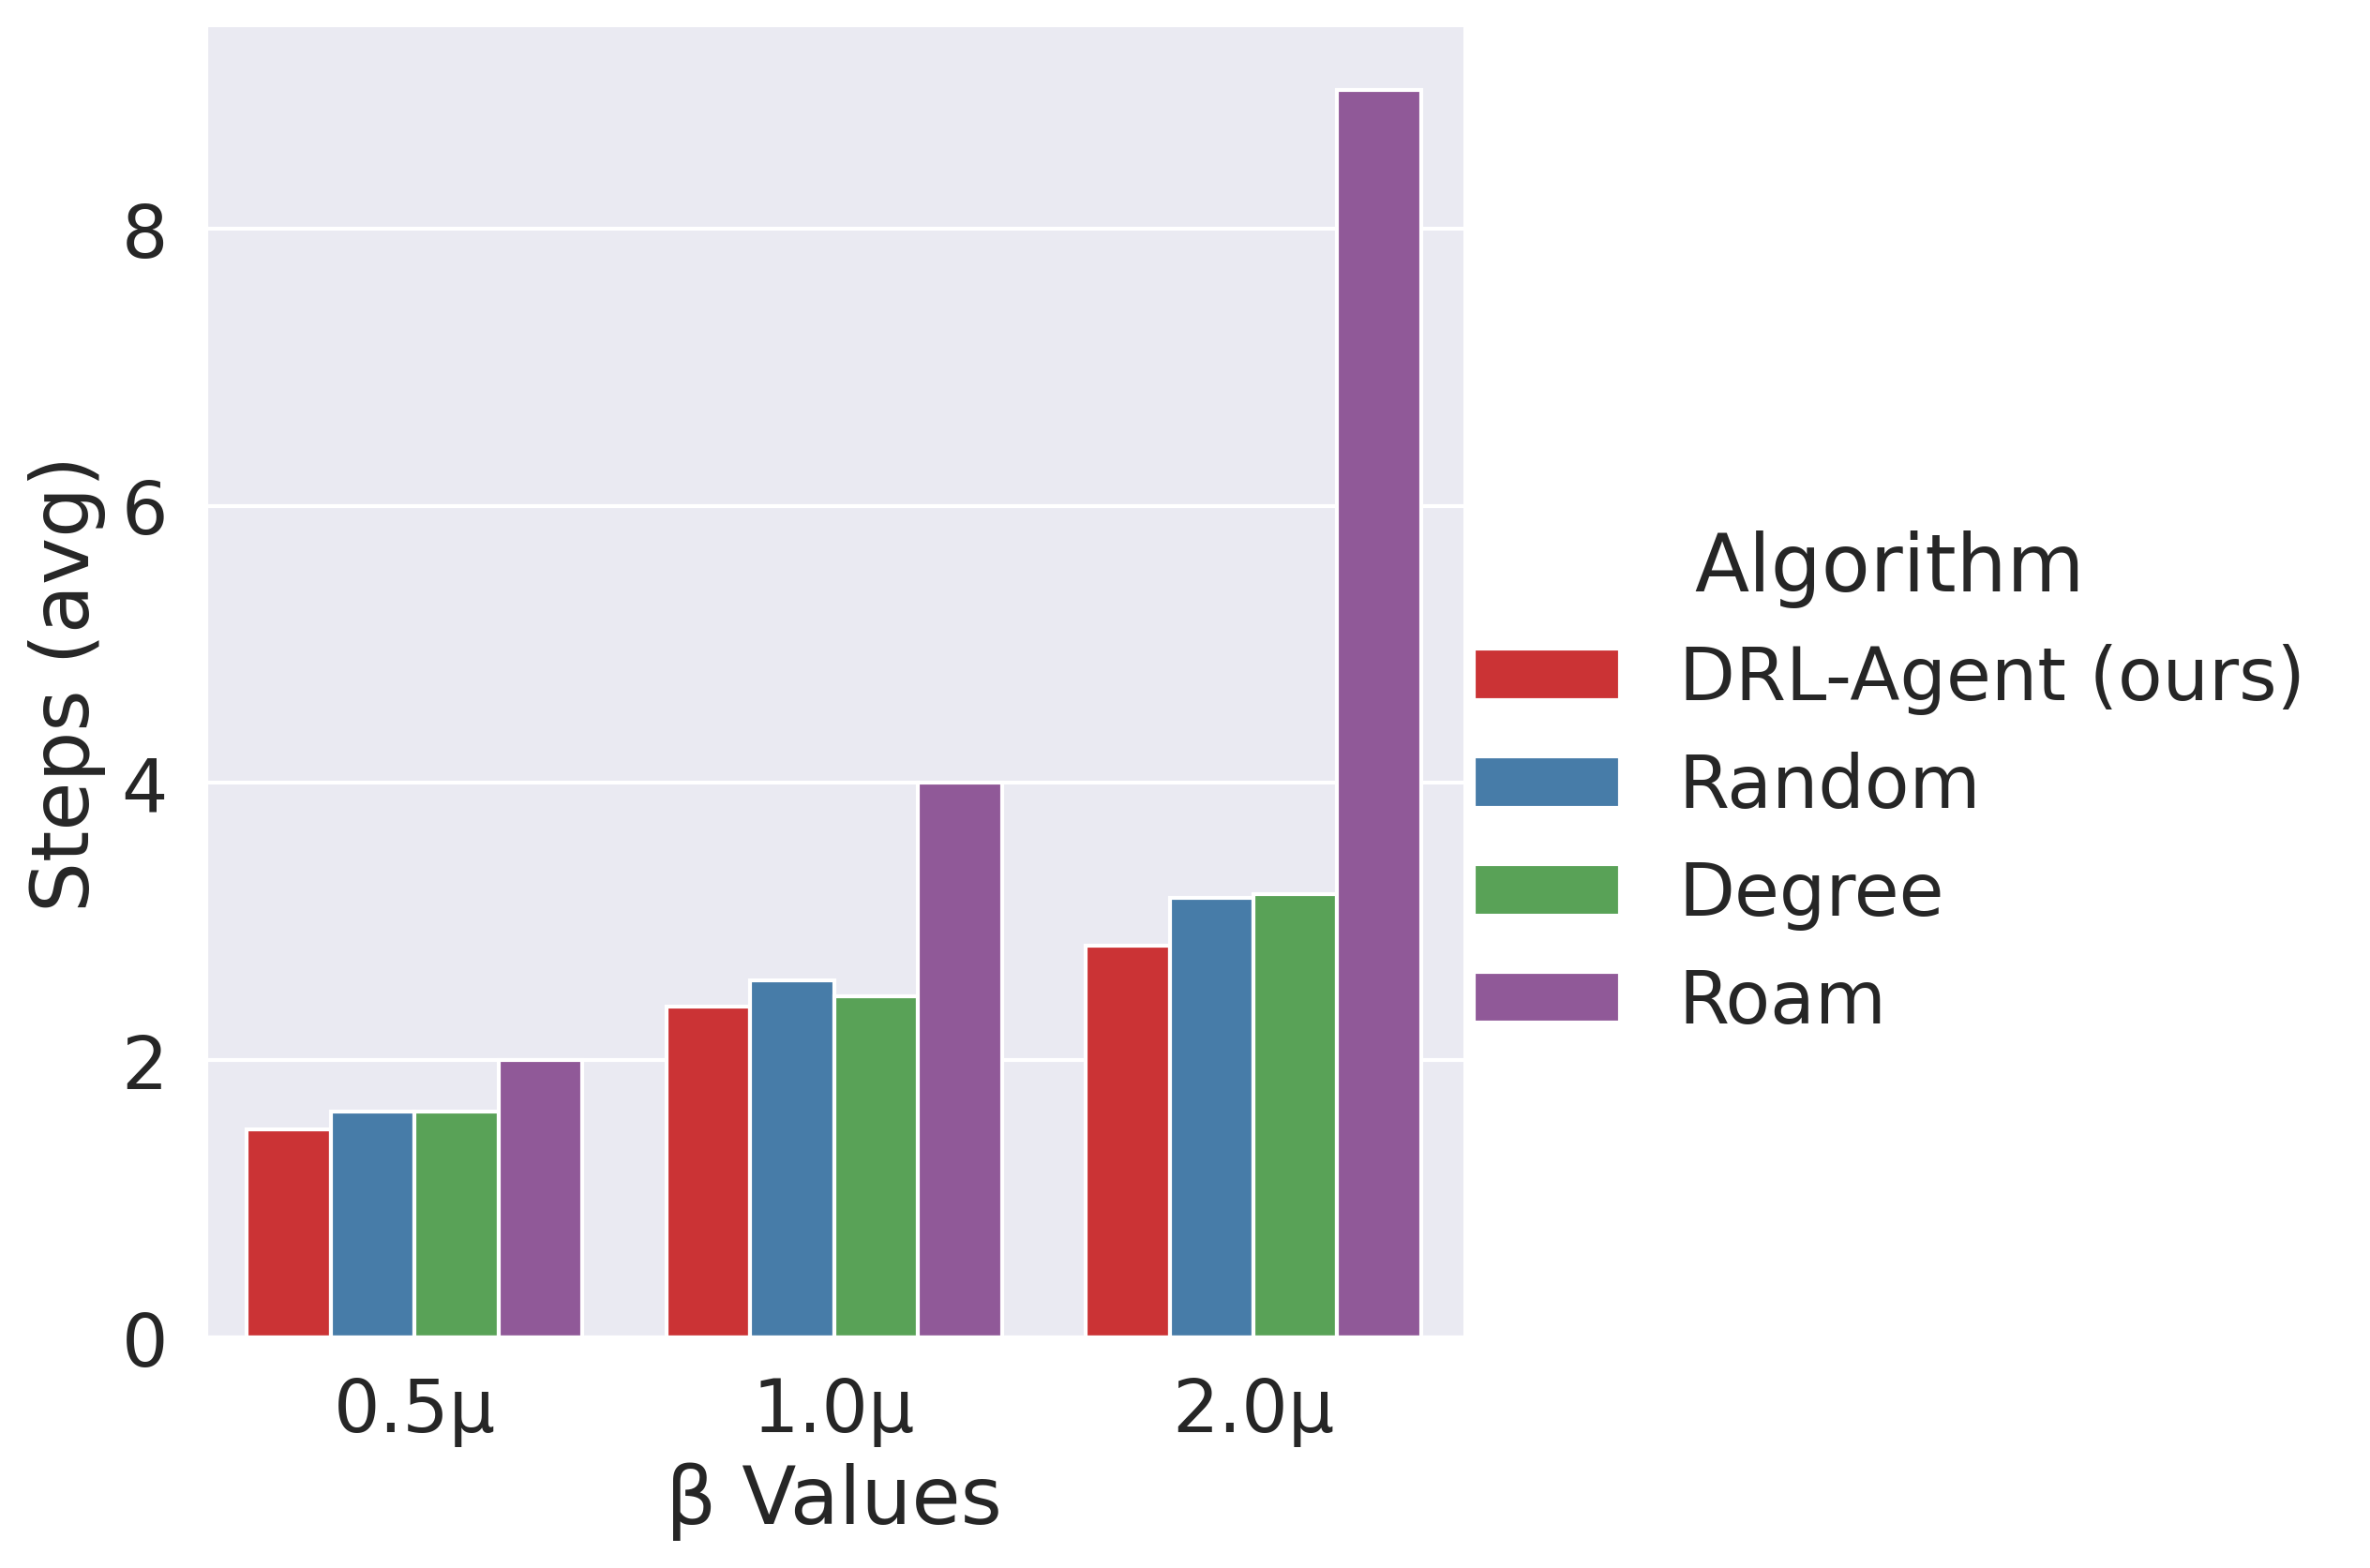 Steps (avg)
8
6
4
2
0
0.5µ 1.0µ 2.0µ
β Values
Algorithm
DRL-Agent (ours)
Random
Degree
Roam